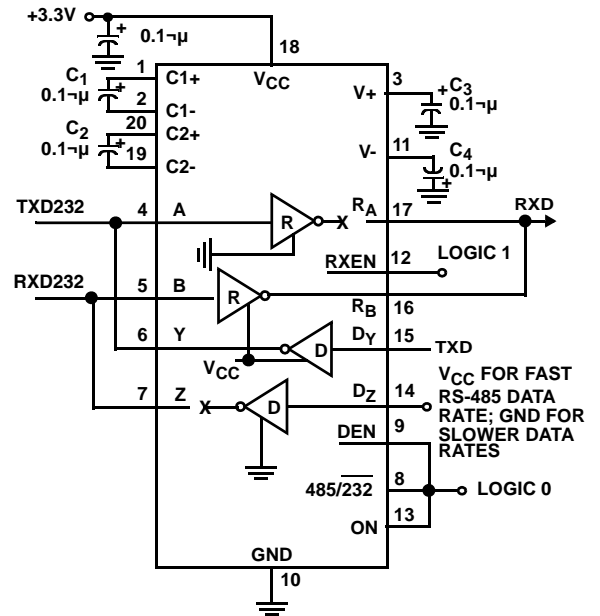 +3.3V
+
0.1¬µ
18
VCC
1
C1
0.1¬µ
+
C1+
2
C1-
20
C2
0.1¬µ
+
C2+
19
C2-
3
V+
+
C3
0.1¬µ
11
V-
C4
0.1¬µ
+
TXD232
4
A
R
X
RA
17
RXD
RXEN
12
LOGIC 1
RXD232
5
B
R
RB
16
6
Y
D
DY
15
TXD
VCC
7
Z
X
D
DZ
14
VCC FOR FAST
RS-485 DATA
RATE; GND FOR
SLOWER DATA
RATES
DEN
9
485/232
8
LOGIC 0
ON
13
GND
10